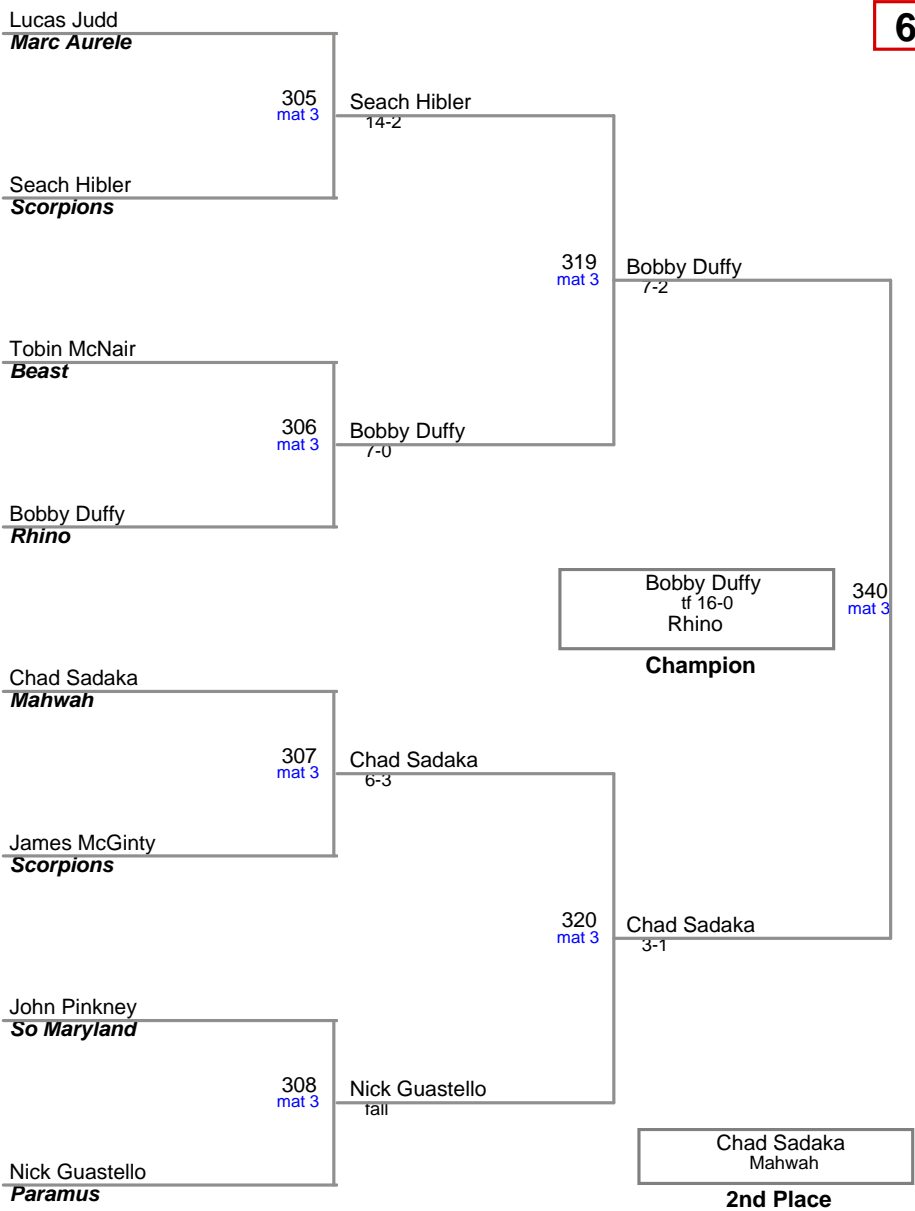 6
Lucas Judd
Marc Aurele
305
mat 3
Seach Hibler
14-2
Seach Hibler
Scorpions
319
mat 3
Bobby Duffy
7-2
Tobin McNair
Beast
306
mat 3
Bobby Duffy
7-0
Bobby Duffy
Rhino
Bobby Duffy
tf 16-0
Rhino
Champion
340
mat 3
Chad Sadaka
Mahwah
307
mat 3
Chad Sadaka
6-3
James McGinty
Scorpions
320
mat 3
Chad Sadaka
3-1
John Pinkney
So Maryland
308
mat 3
Nick Guastello
fall
Nick Guastello
Paramus
Chad Sadaka
Mahwah
2nd Place